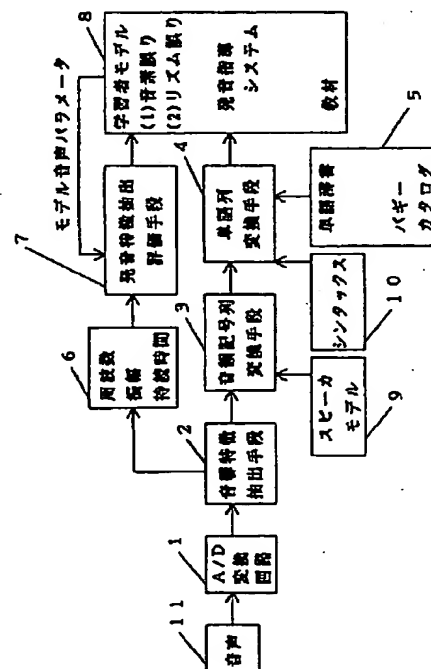 11
音声
1
A/D
変換
回路
2
音響特徴
抽出手段
6
周波数
振幅
持続時間
3
音韻記号列
変換手段
9
スピーカ
モデル
7
発音特徴抽出
評価手段
モデル音声パラメータ
4
単語列
変換手段
10
シンタックス
5
単語辞書
バギー
カタログ
8
学習者モデル
(1)音素誤り
(2)リズム誤り
発音指導
システム
教材